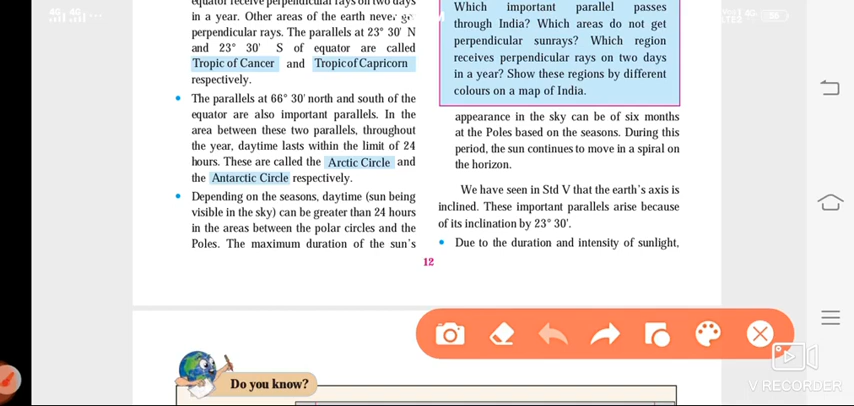 equator receive perpendicular rays on two days
in a year. Other areas of the earth never get
perpendicular rays. The parallels at 23° 30' N
and 23° 30' S of equator are called
Tropic of Cancer and Tropic of Capricorn
respectively.
• The parallels at 66° 30' north and south of the
equator are also important parallels. In the
area between these two parallels, throughout
the year, daytime lasts within the limit of 24
hours. These are called the Arctic Circle and
the Antarctic Circle respectively.
• Depending on the seasons, daytime (sun being
visible in the sky) can be greater than 24 hours
in the areas between the polar circles and the
Poles. The maximum duration of the sun's
Which important parallel passes
through India? Which areas do not get
perpendicular sunrays? Which region
receives perpendicular rays on two days
in a year? Show these regions by different
colours on a map of India.
appearance in the sky can be of six months
at the Poles based on the seasons. During this
period, the sun continues to move in a spiral on
the horizon.
We have seen in Std V that the earth's axis is
inclined. These important parallels arise because
of its inclination by 23° 30'.
• Due to the duration and intensity of sunlight,
12
Do you know?
V RECORDER